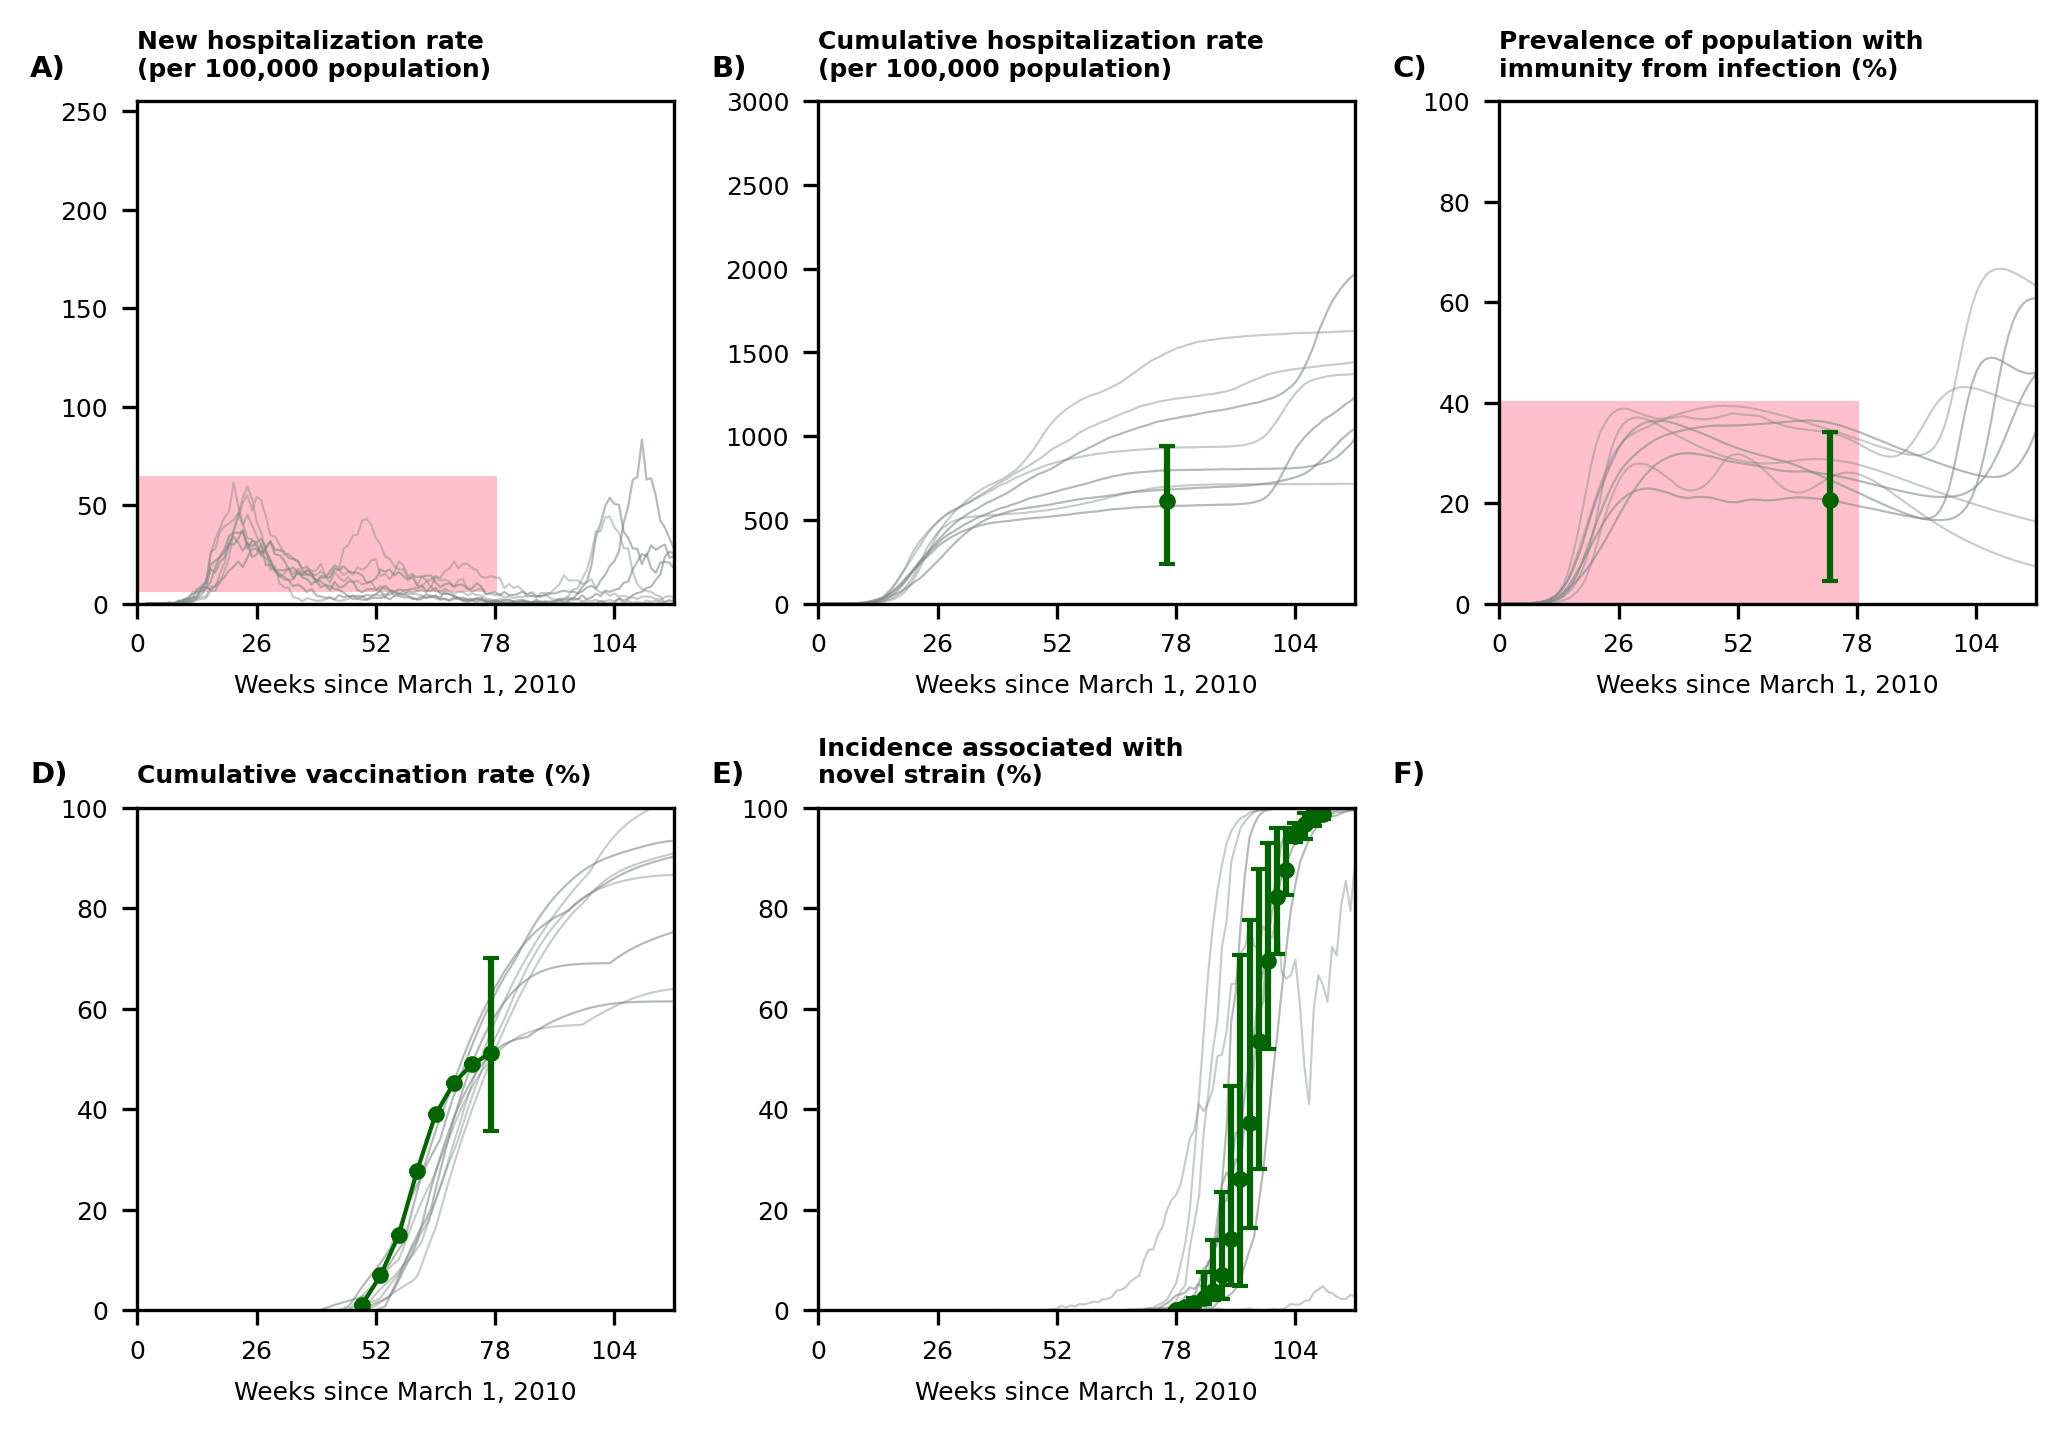 A)
New hospitalization rate
(per 100,000 population)
250
200
150
100
50
0
0 26 52 78 104
Weeks since March 1, 2010
B)
Cumulative hospitalization rate
(per 100,000 population)
3000
2500
2000
1500
1000
500
0
0 26 52 78 104
Weeks since March 1, 2010
C)
Prevalence of population with
immunity from infection (%)
100
80
60
40
20
0
0 26 52 78 104
Weeks since March 1, 2010
D)
Cumulative vaccination rate (%)
100
80
60
40
20
0
0 26 52 78 104
Weeks since March 1, 2010
E)
Incidence associated with
novel strain (%)
100
80
60
40
20
0
0 26 52 78 104
Weeks since March 1, 2010
F)